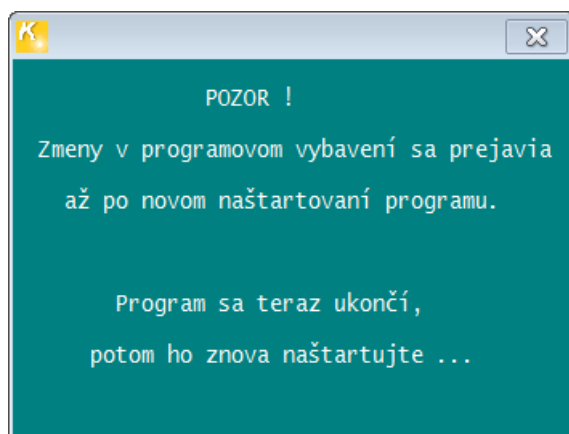 K
POZOR !
Zmeny v programovom vybavení sa prejavia
až po novom naštartovaní programu.
Program sa teraz ukončí,
potom ho znova naštartujte ...